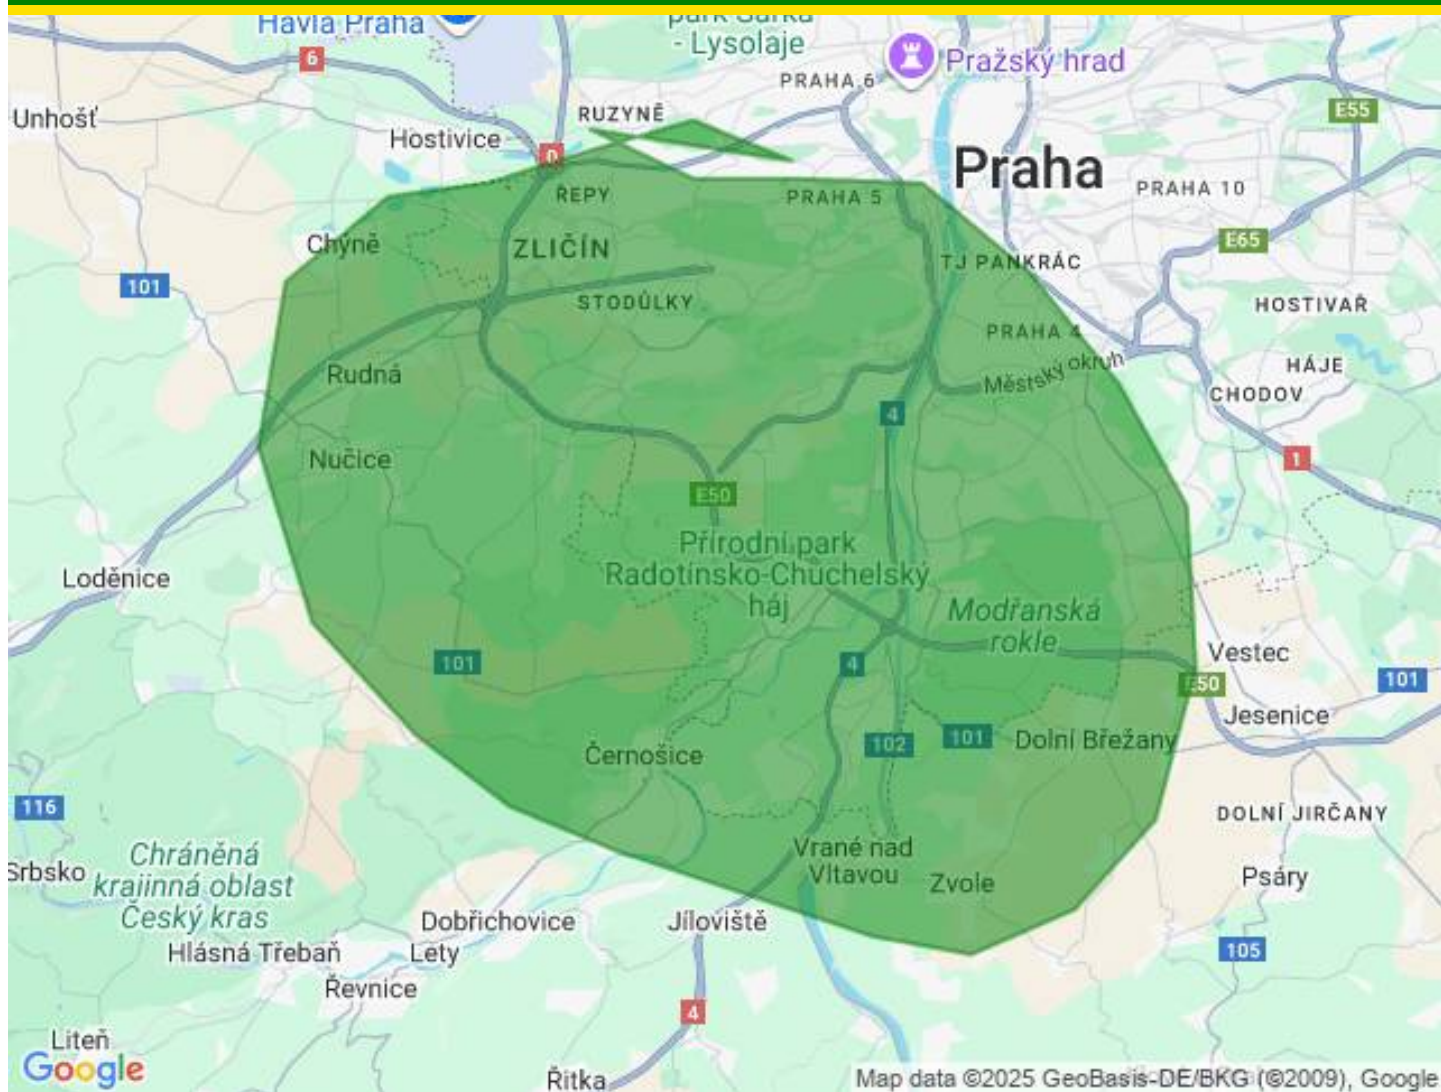 Havla Praha
park Šárka
- Lysolaje
6
Pražský hrad
PRAHA 6
E55
Unhošť
RUZYNĚ
Hostivice
0
Praha
PRAHA 10
ŘEPY
PRAHA 5
Chýně
ZLIČÍN
E65
TJ PANKRÁC
101
STODŮLKY
HOSTIVAŘ
PRAHA 4
Rudná
Městský okruh
HÁJE
CHODOV
4
Nučice
1
E50
Přírodní park
Radotínsko-Chuchelský
háj
Loděnice
Modřanská
rokle
101
4
Vestec
E50
101
Jesenice
102
101
Dolní Břežany
Černošice
116
DOLNÍ JIRČANY
Vrané nad
Vltavou
Zvole
Psáry
Srbsko
Chráněná
krajinná oblast
Český kras
Dobřichovice
Jíloviště
Hlásná Třebaň
Lety
105
Řevnice
4
Liteň
Google
Řitka
Map data ©2025 GeoBasis-DE/BKG (©2009), Google